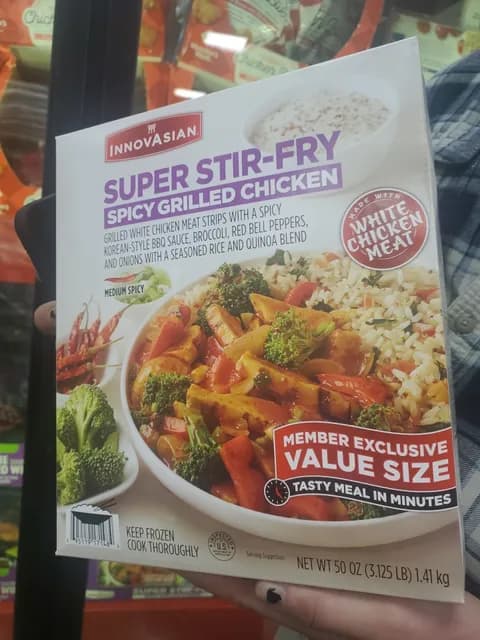 INNOVASIAN
SUPER STIR-FRY
SPICY GRILLED CHICKEN
GRILLED WHITE CHICKEN MEAT STRIPS WITH A SPICY
KOREAN-STYLE BBQ SAUCE, BROCCOLI, RED BELL PEPPERS,
AND ONIONS WITH A SEASONED RICE AND QUINOA BLEND
MADE WITH
WHITE
CHICKEN
MEAT
MEDIUM SPICY
MEMBER EXCLUSIVE
VALUE SIZE
TASTY MEAL IN MINUTES
KEEP FROZEN
COOK THOROUGHLY
Serving Suggestion
NET WT 50 OZ (3.125 LB) 1.41 kg